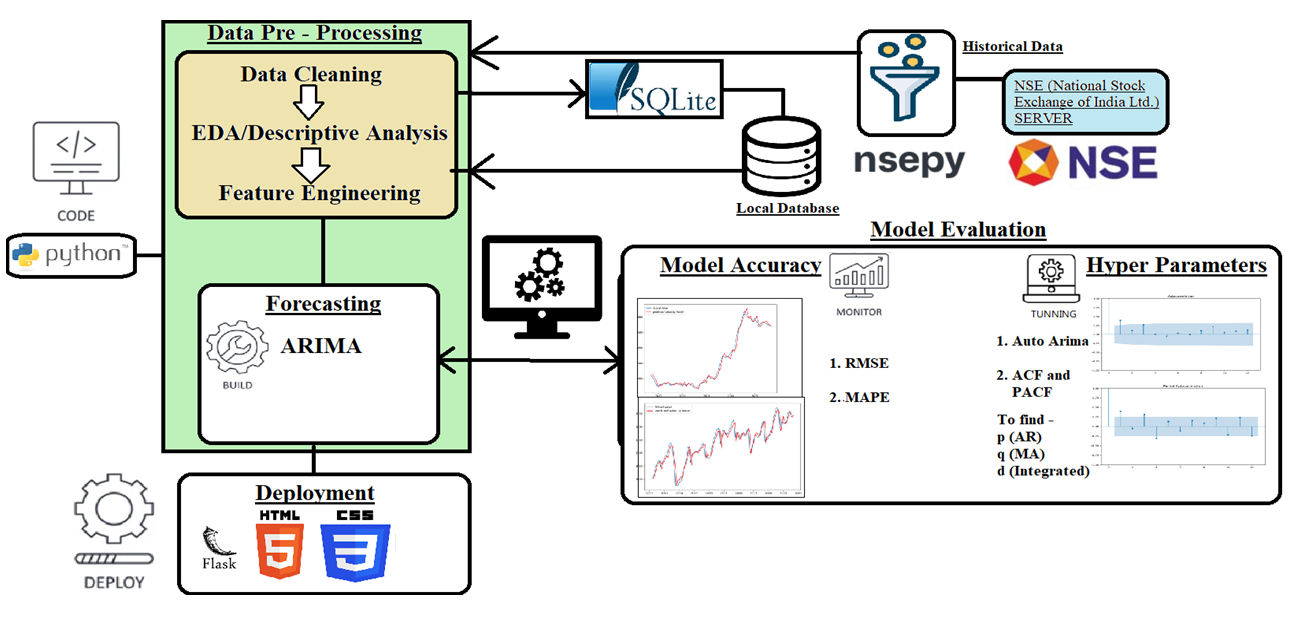 Data Pre - Processing
Data Cleaning
EDA/Descriptive Analysis
Feature Engineering
SQLite
Local Database
Historical Data
NSE (National Stock
Exchange of India Ltd.)
SERVER
nsepy
NSE
</>
CODE
python™
Forecasting
ARIMA
BUILD
Model Evaluation
Model Accuracy
MONITOR
1. RMSE
2. MAPE
Hyper Parameters
TUNNING
1. Auto Arima
2. ACF and
PACF
To find -
p (AR)
q (MA)
d (Integrated)
Deployment
Flask
HTML
5
CSS
3
DEPLOY